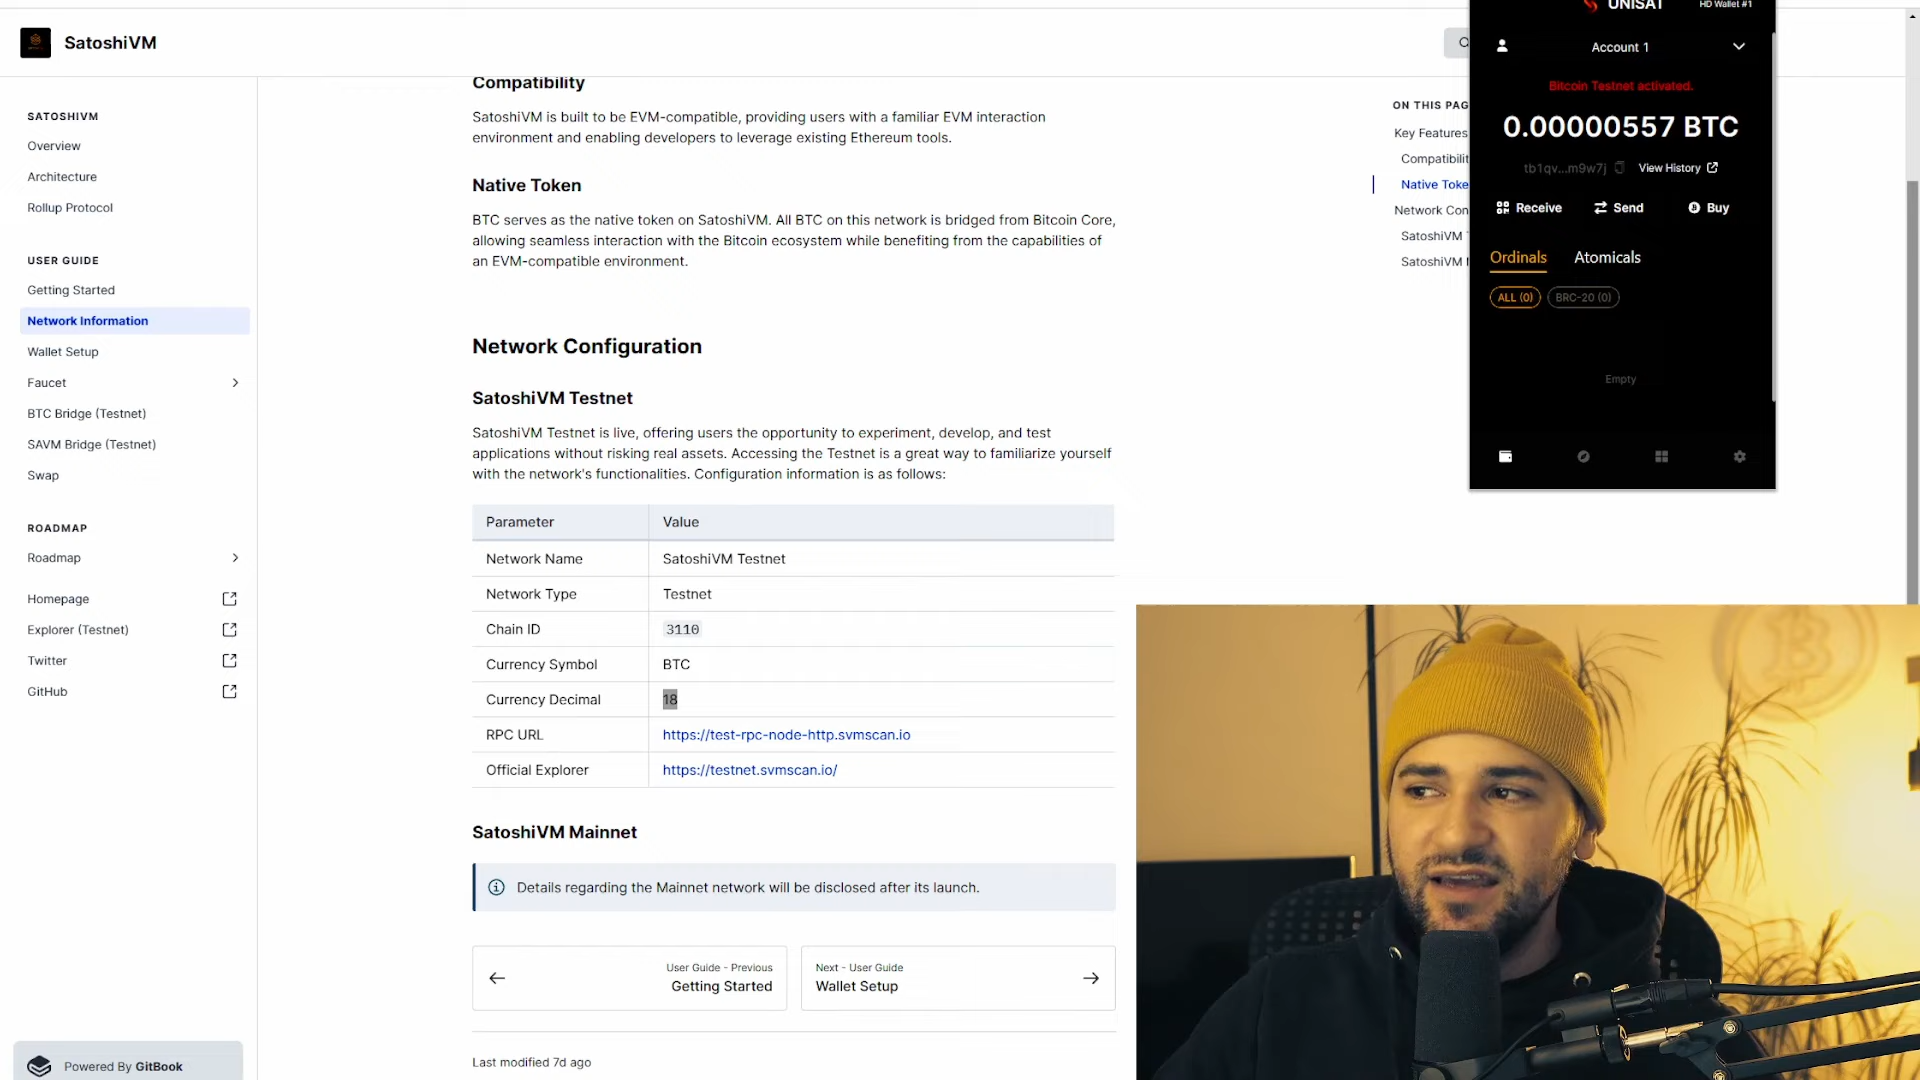 SatoshiVM
SATOSHIVM
Overview
Architecture
Rollup Protocol
USER GUIDE
Getting Started
Network Information
Wallet Setup
Faucet
BTC Bridge (Testnet)
SAVM Bridge (Testnet)
Swap
ROADMAP
Roadmap
Homepage
Explorer (Testnet)
Twitter
GitHub
Powered By GitBook
Compatibility
SatoshiVM is built to be EVM-compatible, providing users with a familiar EVM interaction
environment and enabling developers to leverage existing Ethereum tools.
Native Token
BTC serves as the native token on SatoshiVM. All BTC on this network is bridged from Bitcoin Core,
allowing seamless interaction with the Bitcoin ecosystem while benefiting from the capabilities of
an EVM-compatible environment.
Network Configuration
SatoshiVM Testnet
SatoshiVM Testnet is live, offering users the opportunity to experiment, develop, and test
applications without risking real assets. Accessing the Testnet is a great way to familiarize yourself
with the network's functionalities. Configuration information is as follows:
Parameter Value
Network Name SatoshiVM Testnet
Network Type Testnet
Chain ID 3110
Currency Symbol BTC
Currency Decimal 18
RPC URL https://test-rpc-node-http.svmscan.io
Official Explorer https://testnet.svmscan.io/
SatoshiVM Mainnet
Details regarding the Mainnet network will be disclosed after its launch.
User Guide - Previous
Getting Started
Next - User Guide
Wallet Setup
Last modified 7d ago
ON THIS PAG
Key Features
Compatibilit
Native Toke
Network Con
SatoshiVM
SatoshiVM
UNISAT
HD Wallet #1
Account 1
Bitcoin Testnet activated.
0.00000557 BTC
tb1qv...m9w7j View History
Receive Send Buy
Ordinals Atomicals
ALL (0) BRC-20 (0)
Empty